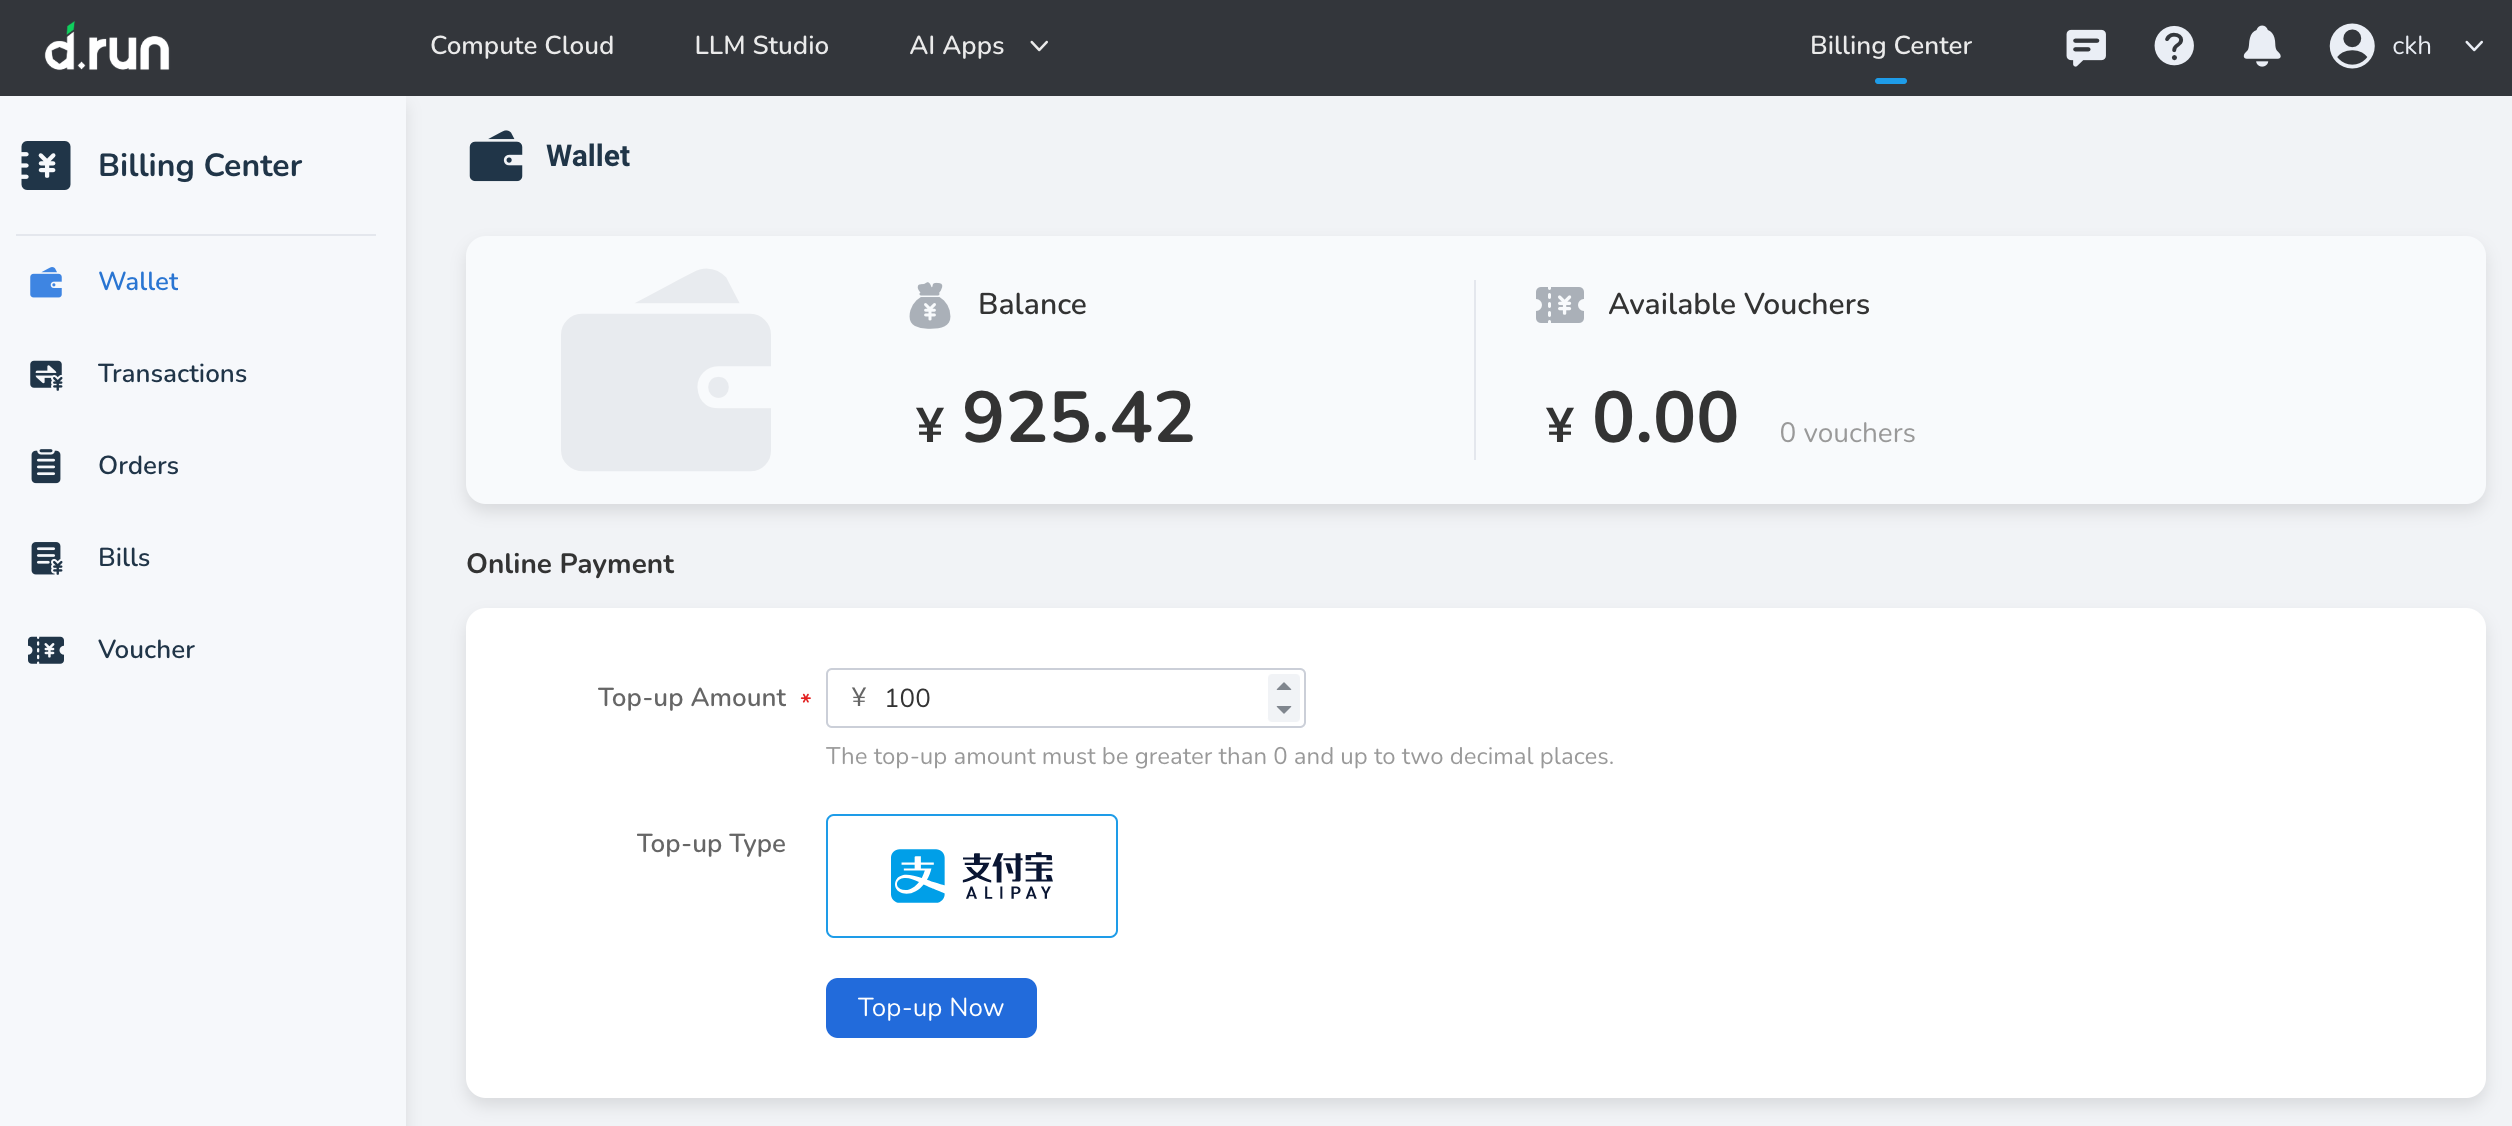 d.run
Compute Cloud
LLM Studio
AI Apps
Billing Center
ckh
Billing Center
Wallet
Transactions
Orders
Bills
Voucher
Wallet
Balance
¥ 925.42
Available Vouchers
¥ 0.00 0 vouchers
Online Payment
Top-up Amount * ¥ 100
The top-up amount must be greater than 0 and up to two decimal places.
Top-up Type
支 支付宝
ALIPAY
Top-up Now